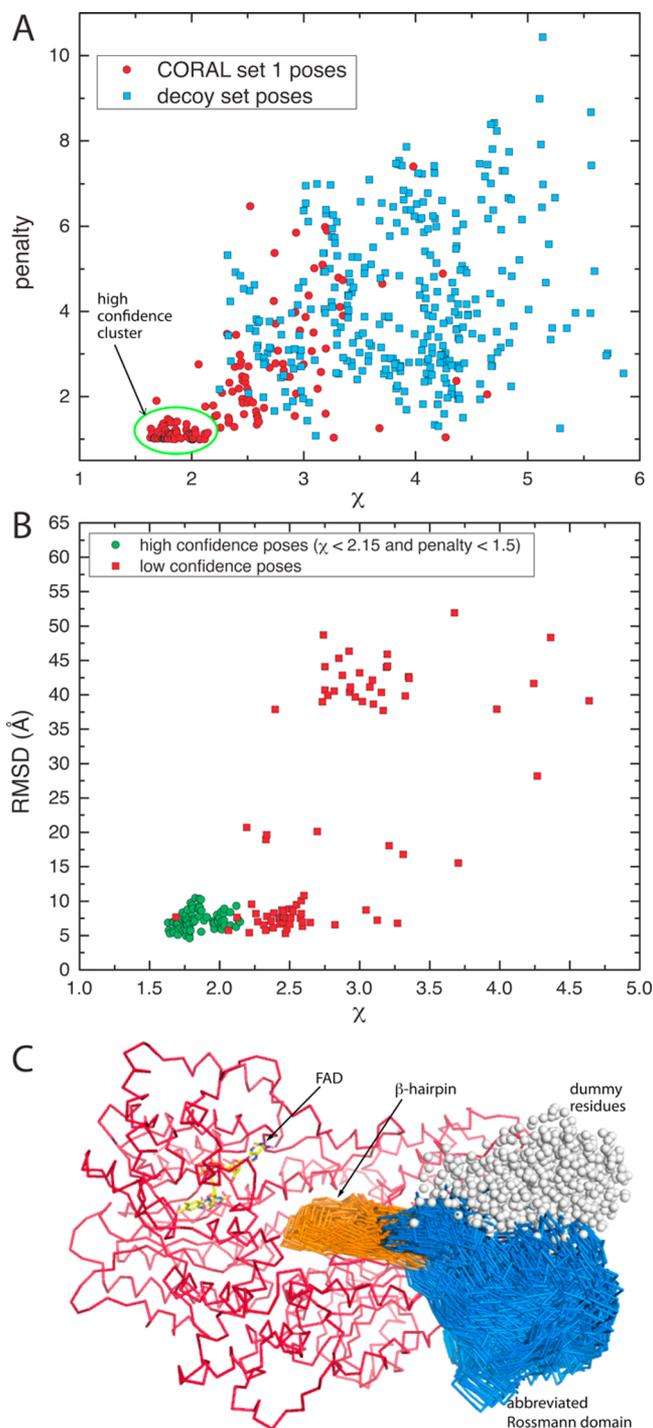 A
CORAL set 1 poses
decoy set poses
10
8
6
4
2
penalty
high
confidence
cluster
1
2
3
4
5
6
χ
B
high confidence poses (χ < 2.15 and penalty < 1.5)
low confidence poses
65
60
55
50
45
40
35
30
25
20
15
10
5
0
RMSD (Å)
1.0
1.5
2.0
2.5
3.0
3.5
4.0
4.5
5.0
χ
C
FAD
β-hairpin
dummy
residues
abbreviated
Rossmann domain